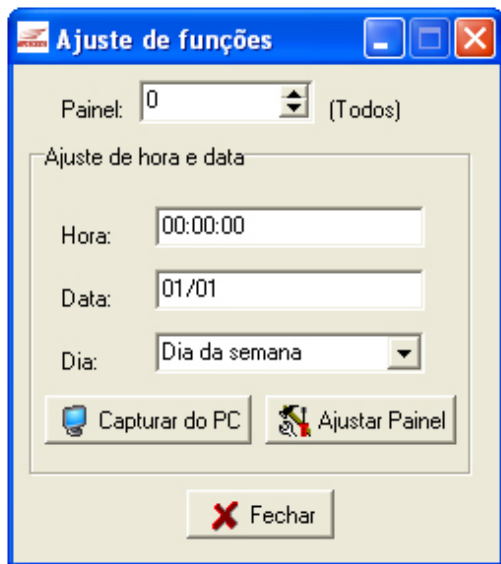 Ajuste de funções
Painel: 0 (Todos)
Ajuste de hora e data
Hora: 00:00:00
Data: 01/01
Dia: Dia da semana
Capturar do PC Ajustar Painel
Fechar